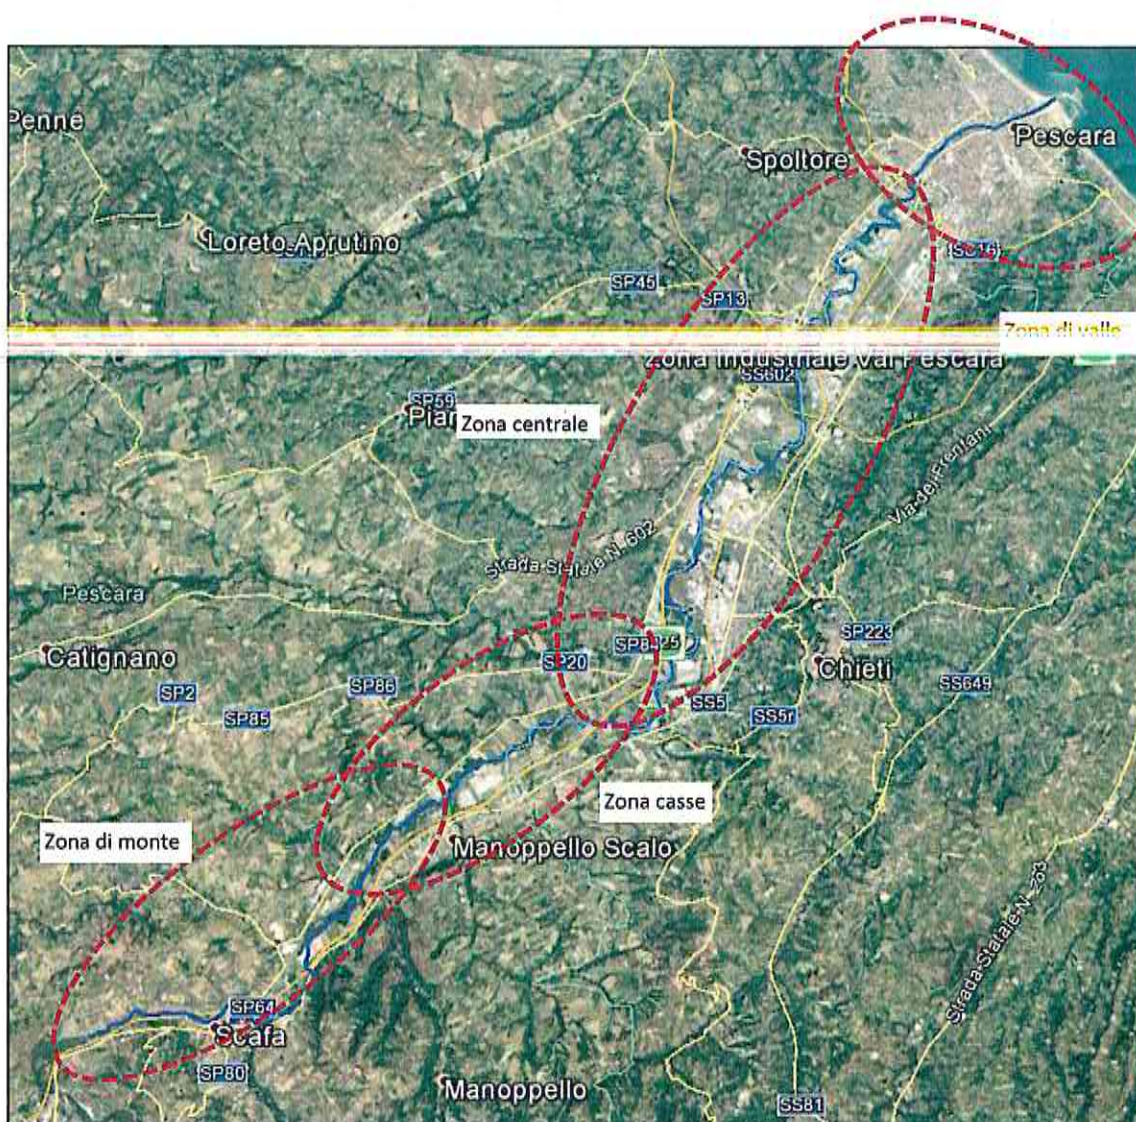 Penne
Pescara
Spoltore
Loreto Aprutino
SS16
SP45
SP13
Zona di valle
Zona Industriale Val Pescara
SS602
SP59
Zona centrale
Via dei Frentani
Strada Statale N. 602
Pescara
SP223
SP84
25
Catignano
SP20
Chieti
SP2
SP86
SS649
SP85
SS5
SS5r
Zona casse
Zona di monte
Manoppello Scalo
Strada Statale N. 263
SP64
Scafa
SP80
Manoppello
SS81